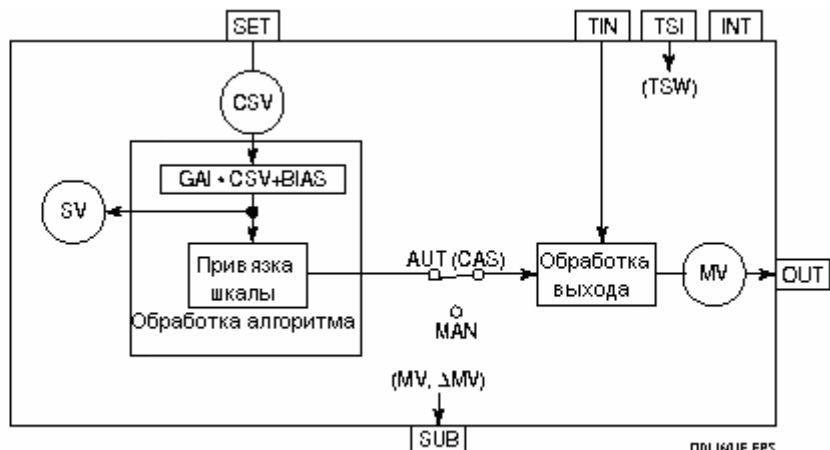 SET
TIN
TSI
INT
CSV
(TSW)
GAI • CSV+BIAS
SV
Привязка
шкалы
Обработка алгоритма
AUT (CAS)
MAN
Обработка
выхода
MV
OUT
(MV, ΔMV)
SUB